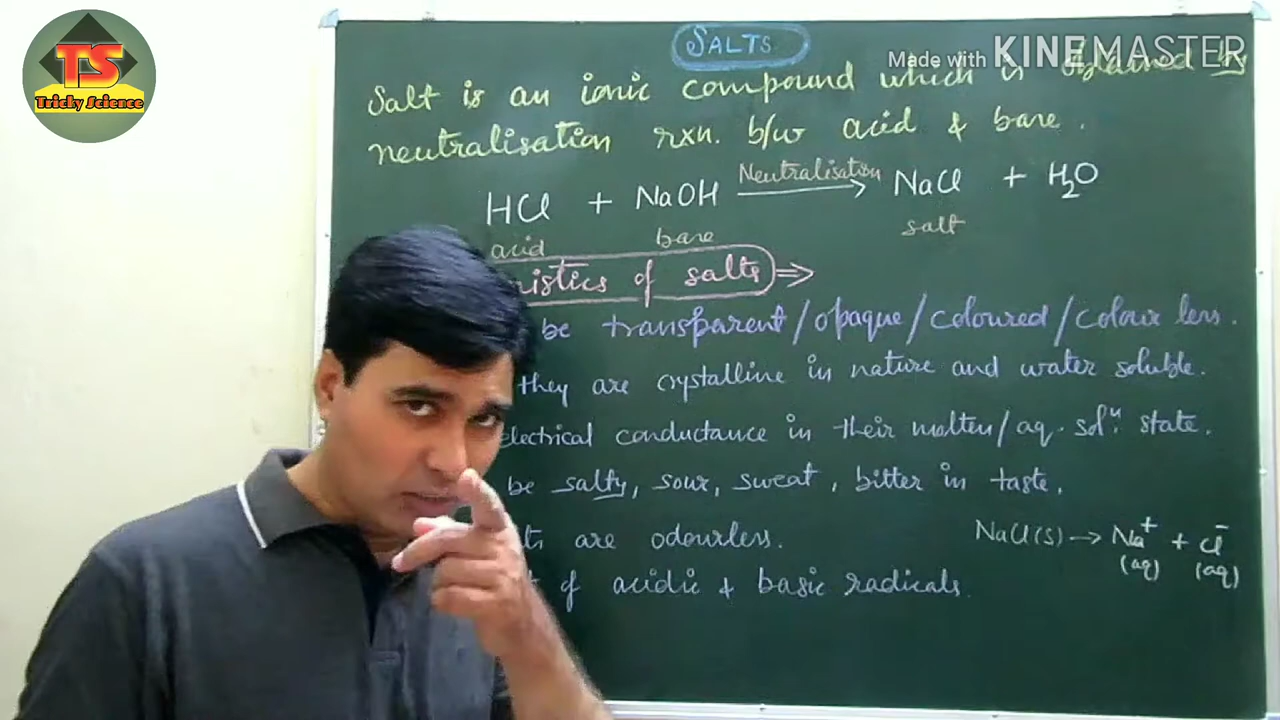 TS
Tricky Science
Made with KINEMASTER
SALTS
Salt is an ionic compound which is obtained by
neutralisation rxn. b/w acid & base.
HCl + NaOH Neutralisation → NaCl + H₂O
acid base salt
ristics of salts ⇒
be transparent/opaque/coloured/colour less.
they are crystalline in nature and water soluble.
electrical conductance in their molten/aq. solⁿ. state.
be salty, sour, sweat, bitter in taste.
are odourless.
NaCl(s) → Na⁺ + Cl⁻
(aq) (aq)
of acidic & basic radicals.